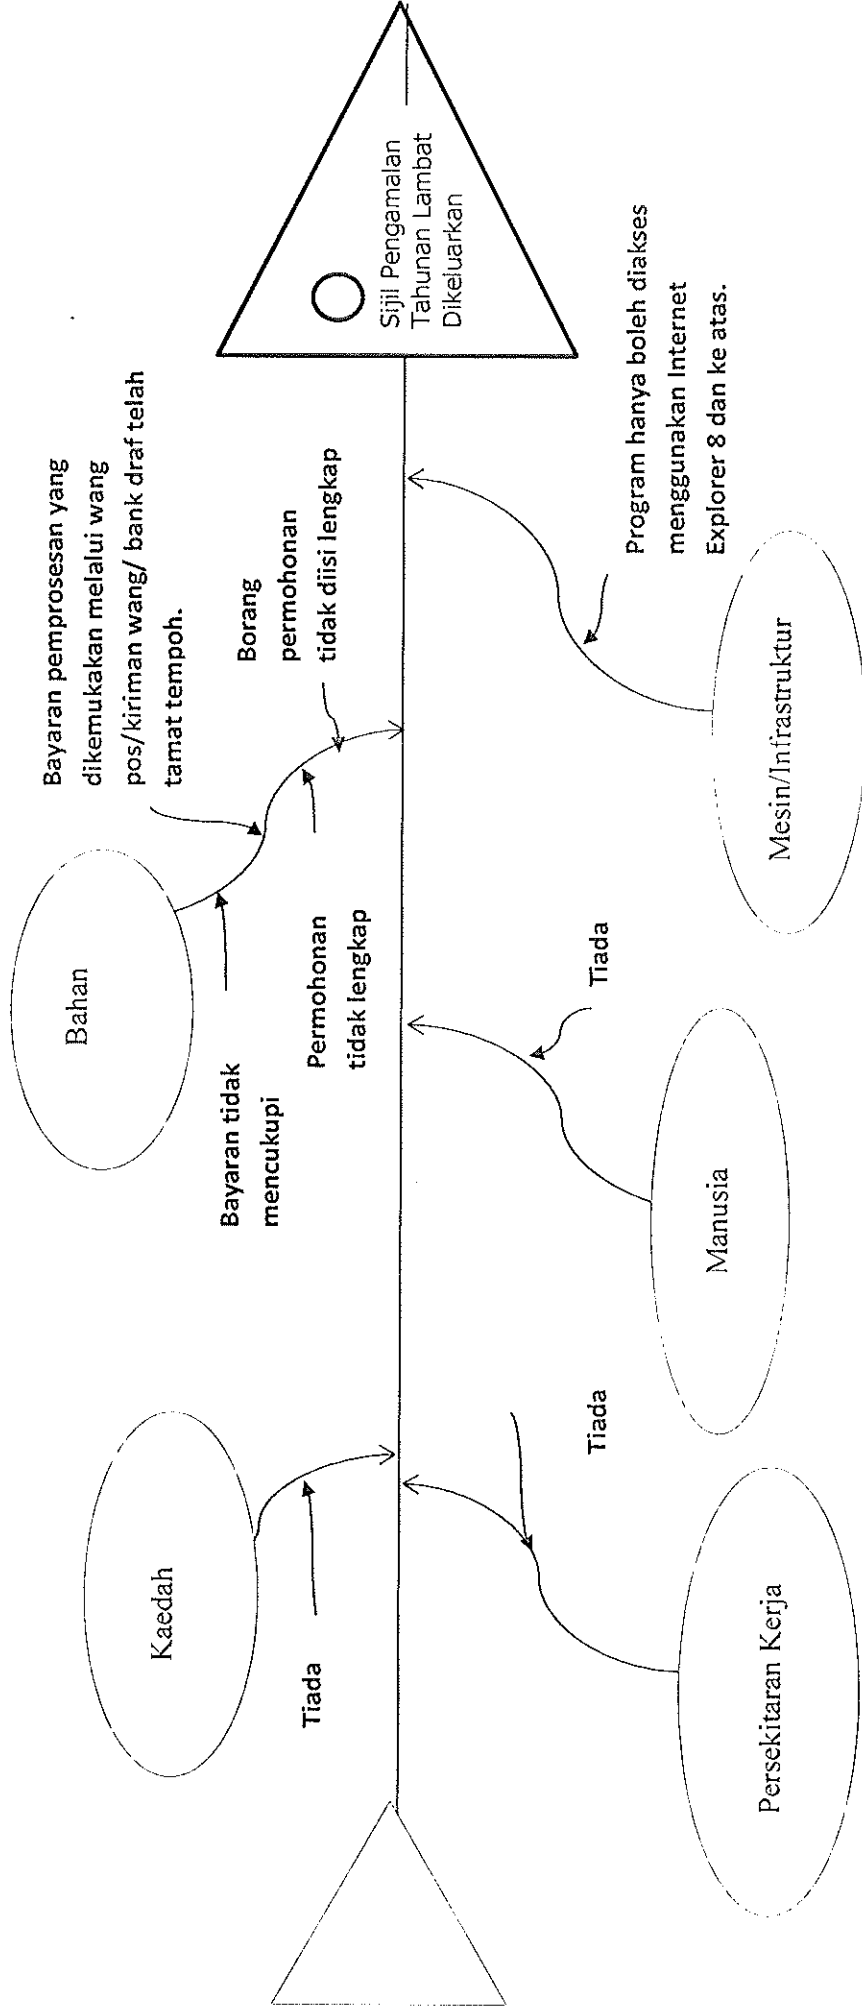 Bayaran pemprosesan yang
dikemukakan melalui wang
pos/kiriman wang/ bank draf telah
tamat tempoh.
Bahan
Kaedah
Bayaran tidak
mencukupi
Borang
permohonan
tidak diisi lengkap
Tiada
Permohonan
tidak lengkap
Sijil Pengamalan
Tahunan Lambat
Dikeluarkan
Tiada
Tiada
Program hanya boleh diakses
menggunakan Internet
Explorer 8 dan ke atas.
Persekitaran Kerja
Manusia
Mesin/Infrastruktur